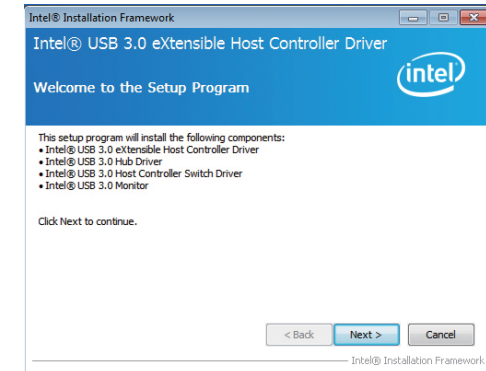 Intel® Installation Framework
Intel® USB 3.0 eXtensible Host Controller Driver
intel
Welcome to the Setup Program
This setup program will install the following components:
• Intel® USB 3.0 eXtensible Host Controller Driver
• Intel® USB 3.0 Hub Driver
• Intel® USB 3.0 Host Controller Switch Driver
• Intel® USB 3.0 Monitor
Click Next to continue.
< Back Next > Cancel
Intel® Installation Framework